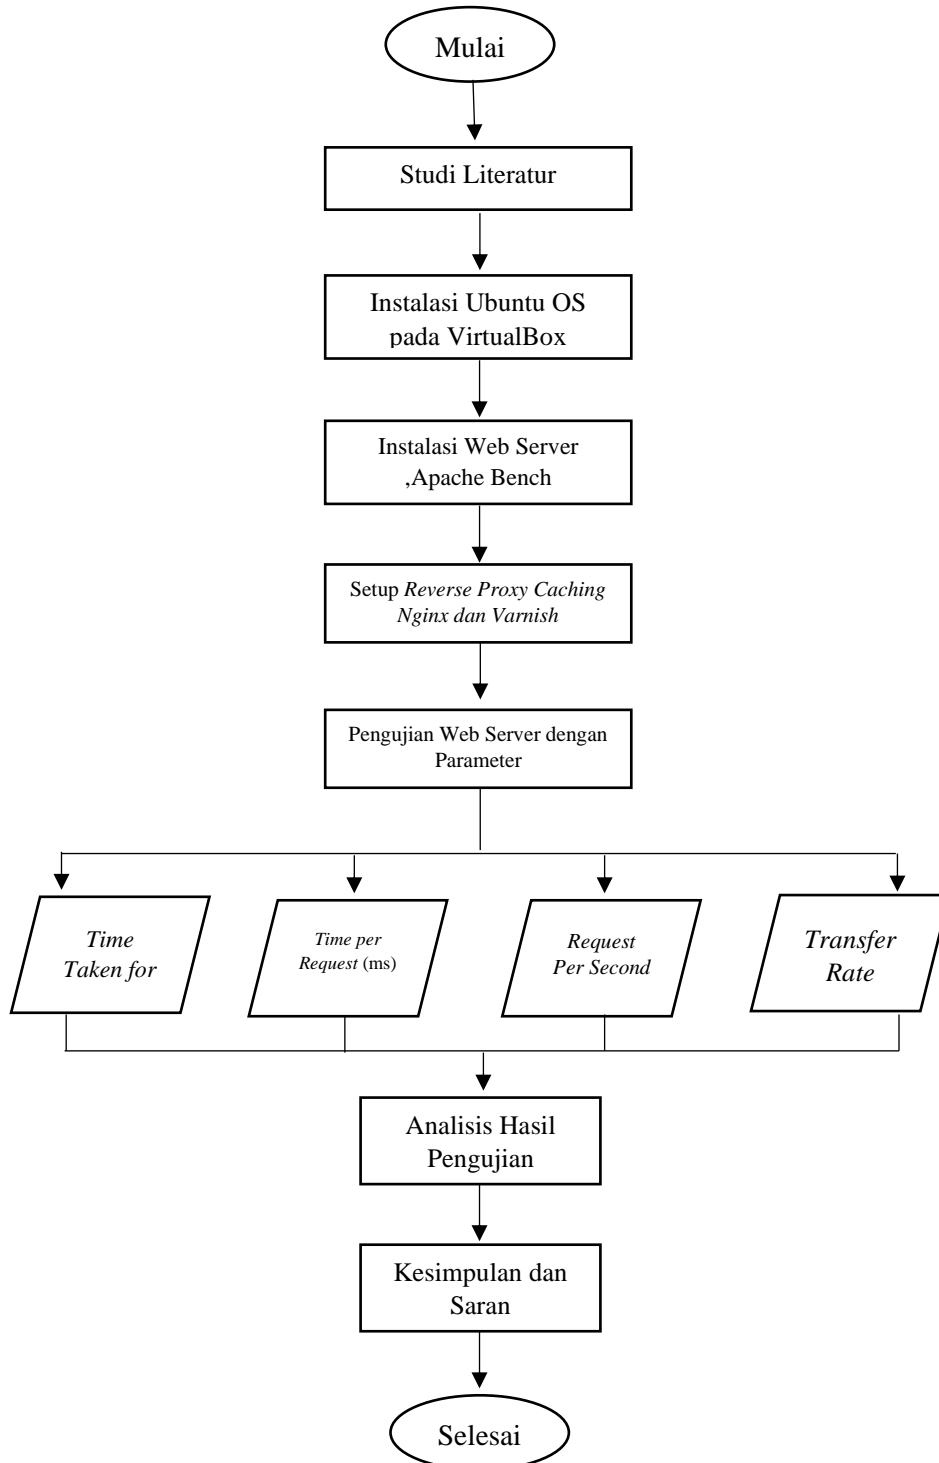 Mulai
Studi Literatur
Instalasi Ubuntu OS
pada VirtualBox
Instalasi Web Server
,Apache Bench
Setup Reverse Proxy Caching
Nginx dan Varnish
Pengujian Web Server dengan
Parameter
Time
Taken for
Time per
Request (ms)
Request
Per Second
Transfer
Rate
Analisis Hasil
Pengujian
Kesimpulan dan
Saran
Selesai